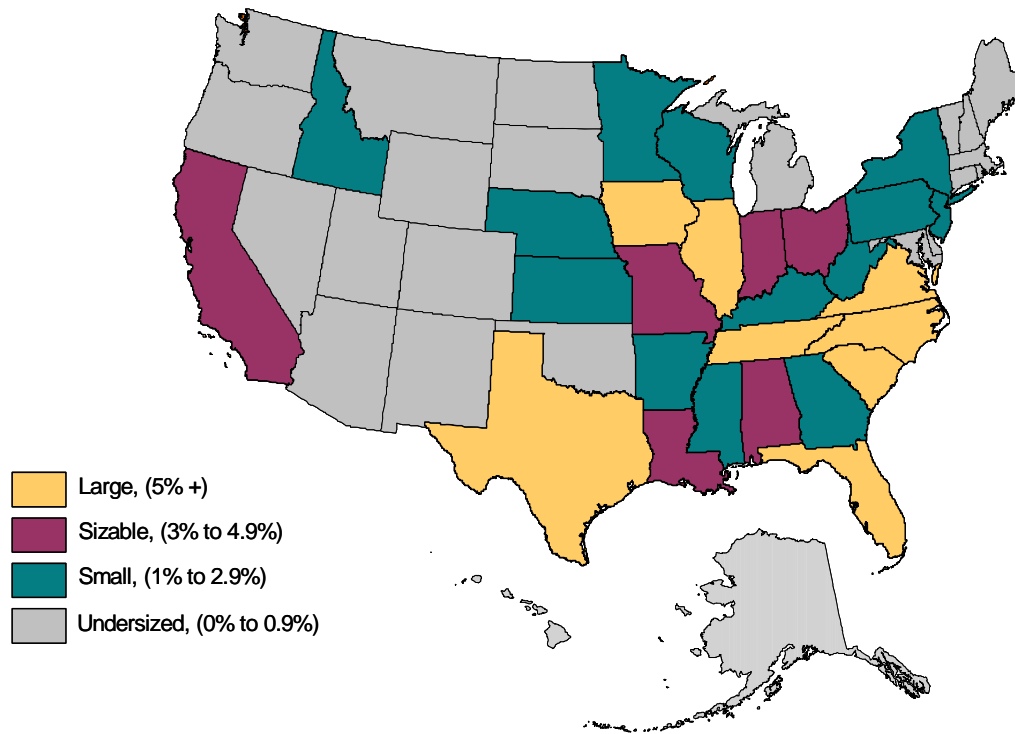 Large, (5% +)
Sizable, (3% to 4.9%)
Small, (1% to 2.9%)
Undersized, (0% to 0.9%)